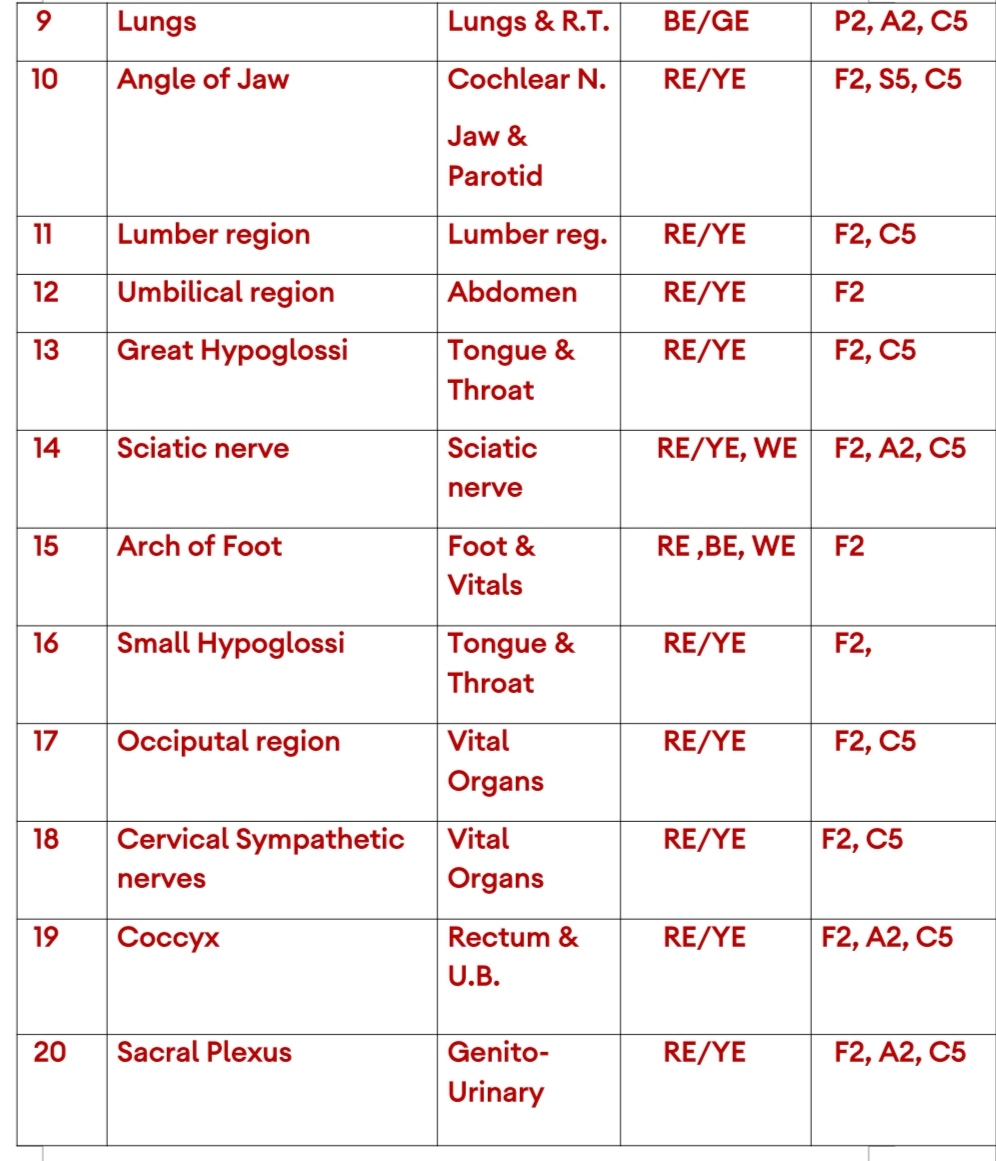 9 Lungs Lungs & R.T. BE/GE P2, A2, C5
10 Angle of Jaw Cochlear N. RE/YE F2, S5, C5
Jaw &
Parotid
11 Lumber region Lumber reg. RE/YE F2, C5
12 Umbilical region Abdomen RE/YE F2
13 Great Hypoglossi Tongue & RE/YE F2, C5
Throat
14 Sciatic nerve Sciatic RE/YE, WE F2, A2, C5
nerve
15 Arch of Foot Foot & RE ,BE, WE F2
Vitals
16 Small Hypoglossi Tongue & RE/YE F2,
Throat
17 Occiputal region Vital RE/YE F2, C5
Organs
18 Cervical Sympathetic Vital RE/YE F2, C5
nerves Organs
19 Coccyx Rectum & RE/YE F2, A2, C5
U.B.
20 Sacral Plexus Genito- RE/YE F2, A2, C5
Urinary